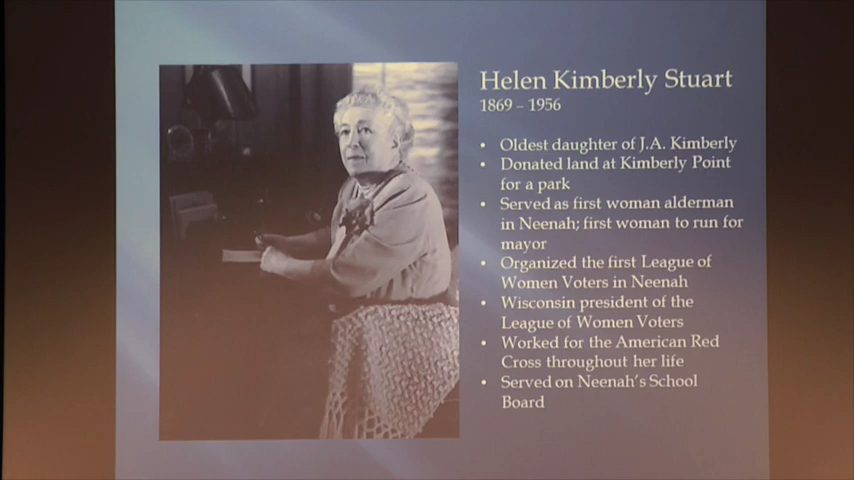 Helen Kimberly Stuart
1869 – 1956
• Oldest daughter of J.A. Kimberly
• Donated land at Kimberly Point
for a park
• Served as first woman alderman
in Neenah; first woman to run for
mayor
• Organized the first League of
Women Voters in Neenah
• Wisconsin president of the
League of Women Voters
• Worked for the American Red
Cross throughout her life
• Served on Neenah's School
Board